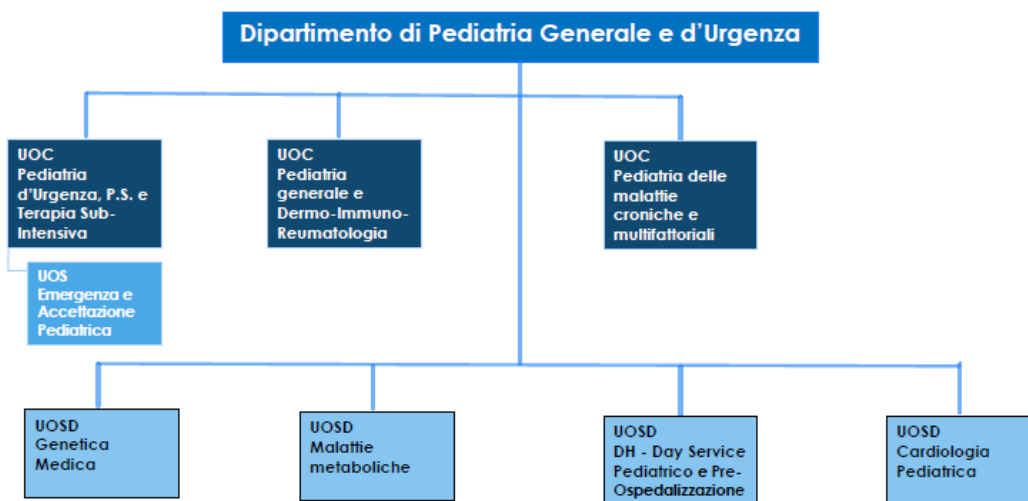 Dipartimento di Pediatria Generale e d'Urgenza
UOC
Pediatria
d'Urgenza, P.S. e
Terapia Sub-
Intensiva
UOC
Pediatria
generale e
Dermo-Immuno-
Reumatologia
UOC
Pediatria delle
malattie
croniche e
multifattoriali
UOS
Emergenza e
Accettazione
Pediatrica
UOSD
Genetica
Medica
UOSD
Malattie
metaboliche
UOSD
DH - Day Service
Pediatrico e Pre-
Ospedalizzazione
UOSD
Cardiologia
Pediatrica